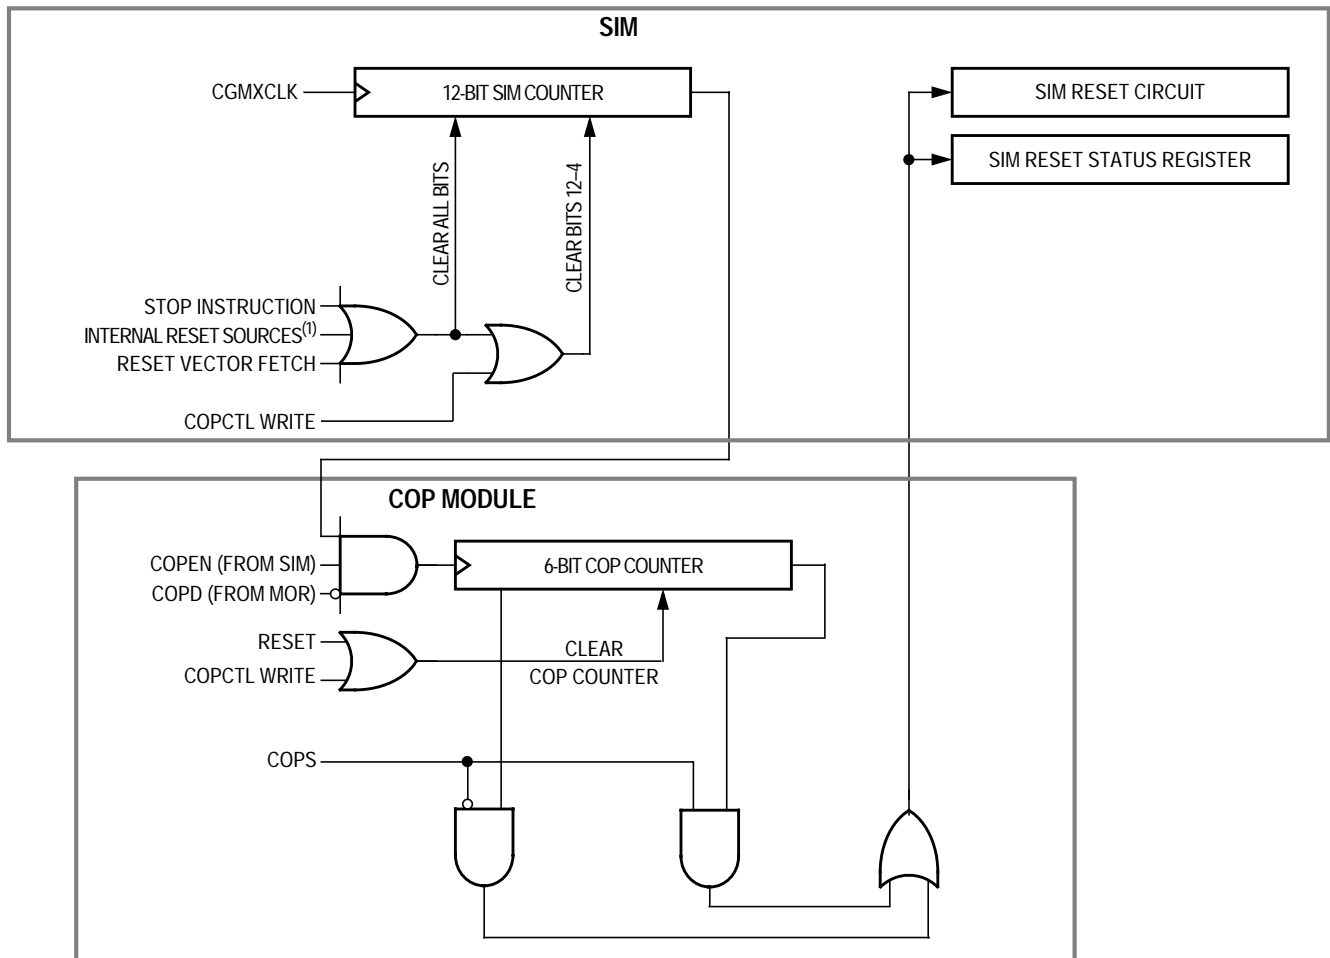 SIM
CGMXCLK
12-BIT SIM COUNTER
SIM RESET CIRCUIT
SIM RESET STATUS REGISTER
CLEAR ALL BITS
CLEAR BITS 12–4
STOP INSTRUCTION
INTERNAL RESET SOURCES(1)
RESET VECTOR FETCH
COPCTL WRITE
COP MODULE
COPEN (FROM SIM)
6-BIT COP COUNTER
COPD (FROM MOR)
RESET
CLEAR
COPCTL WRITE
COP COUNTER
COPS